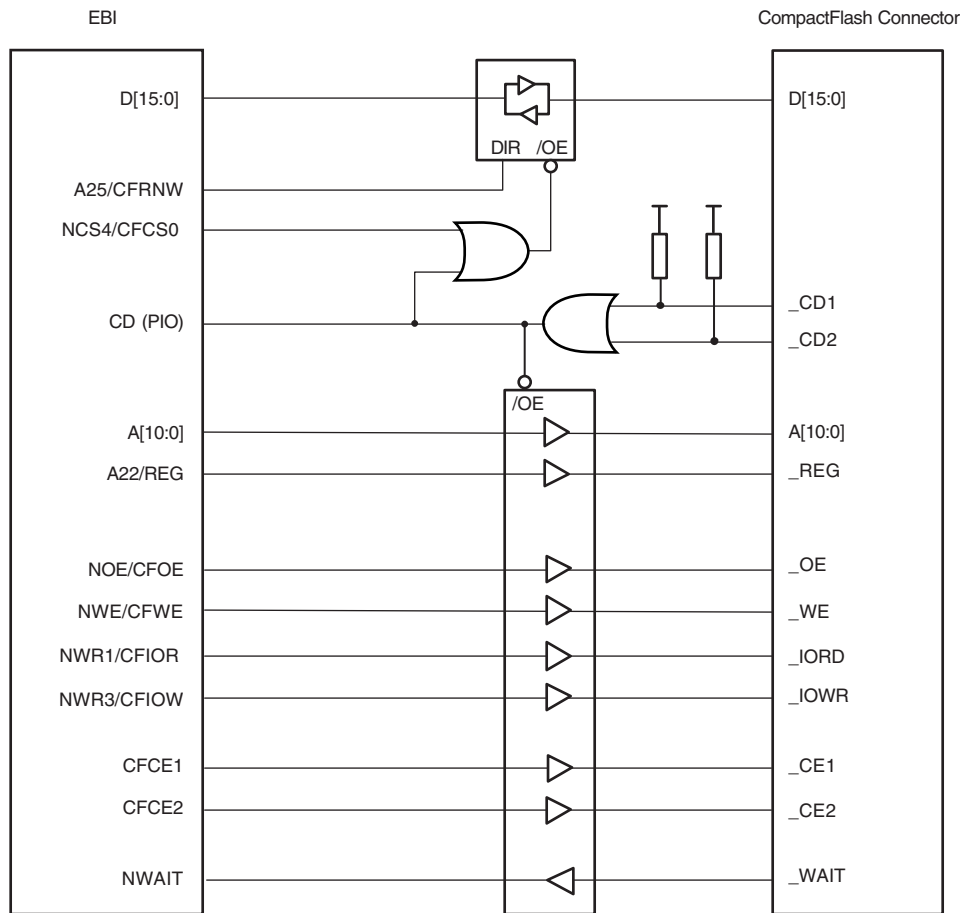 EBI
CompactFlash Connector
D[15:0]
D[15:0]
DIR /OE
A25/CFRNW
NCS4/CFCS0
_CD1
CD (PIO)
_CD2
/OE
A[10:0]
A[10:0]
A22/REG
_REG
NOE/CFOE
_OE
NWE/CFWE
_WE
NWR1/CFIOR
_IORD
NWR3/CFIOW
_IOWR
CFCE1
_CE1
CFCE2
_CE2
NWAIT
_WAIT